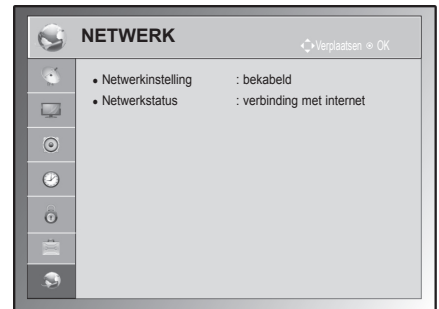 NETWERK
Verplaatsen OK
• Netwerkinstelling : bekabeld
• Netwerkstatus : verbinding met internet